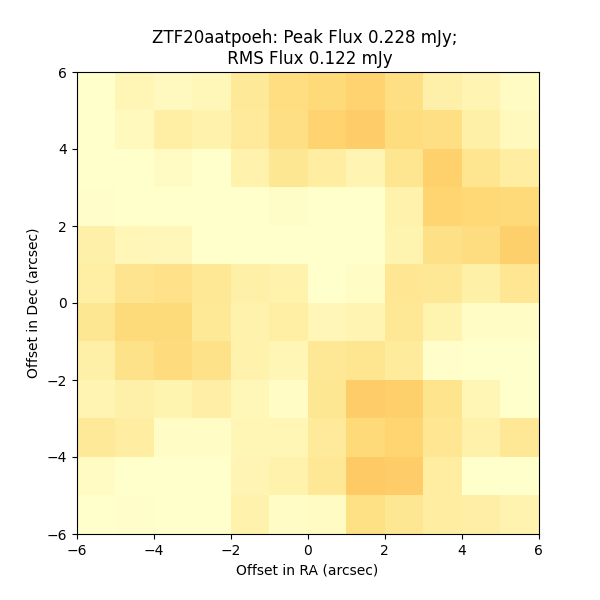 ZTF20aatpoeh: Peak Flux 0.228 mJy;
RMS Flux 0.122 mJy
6
4
2
0
−2
−4
−6
Offset in Dec (arcsec)
−6 −4 −2 0 2 4 6
Offset in RA (arcsec)